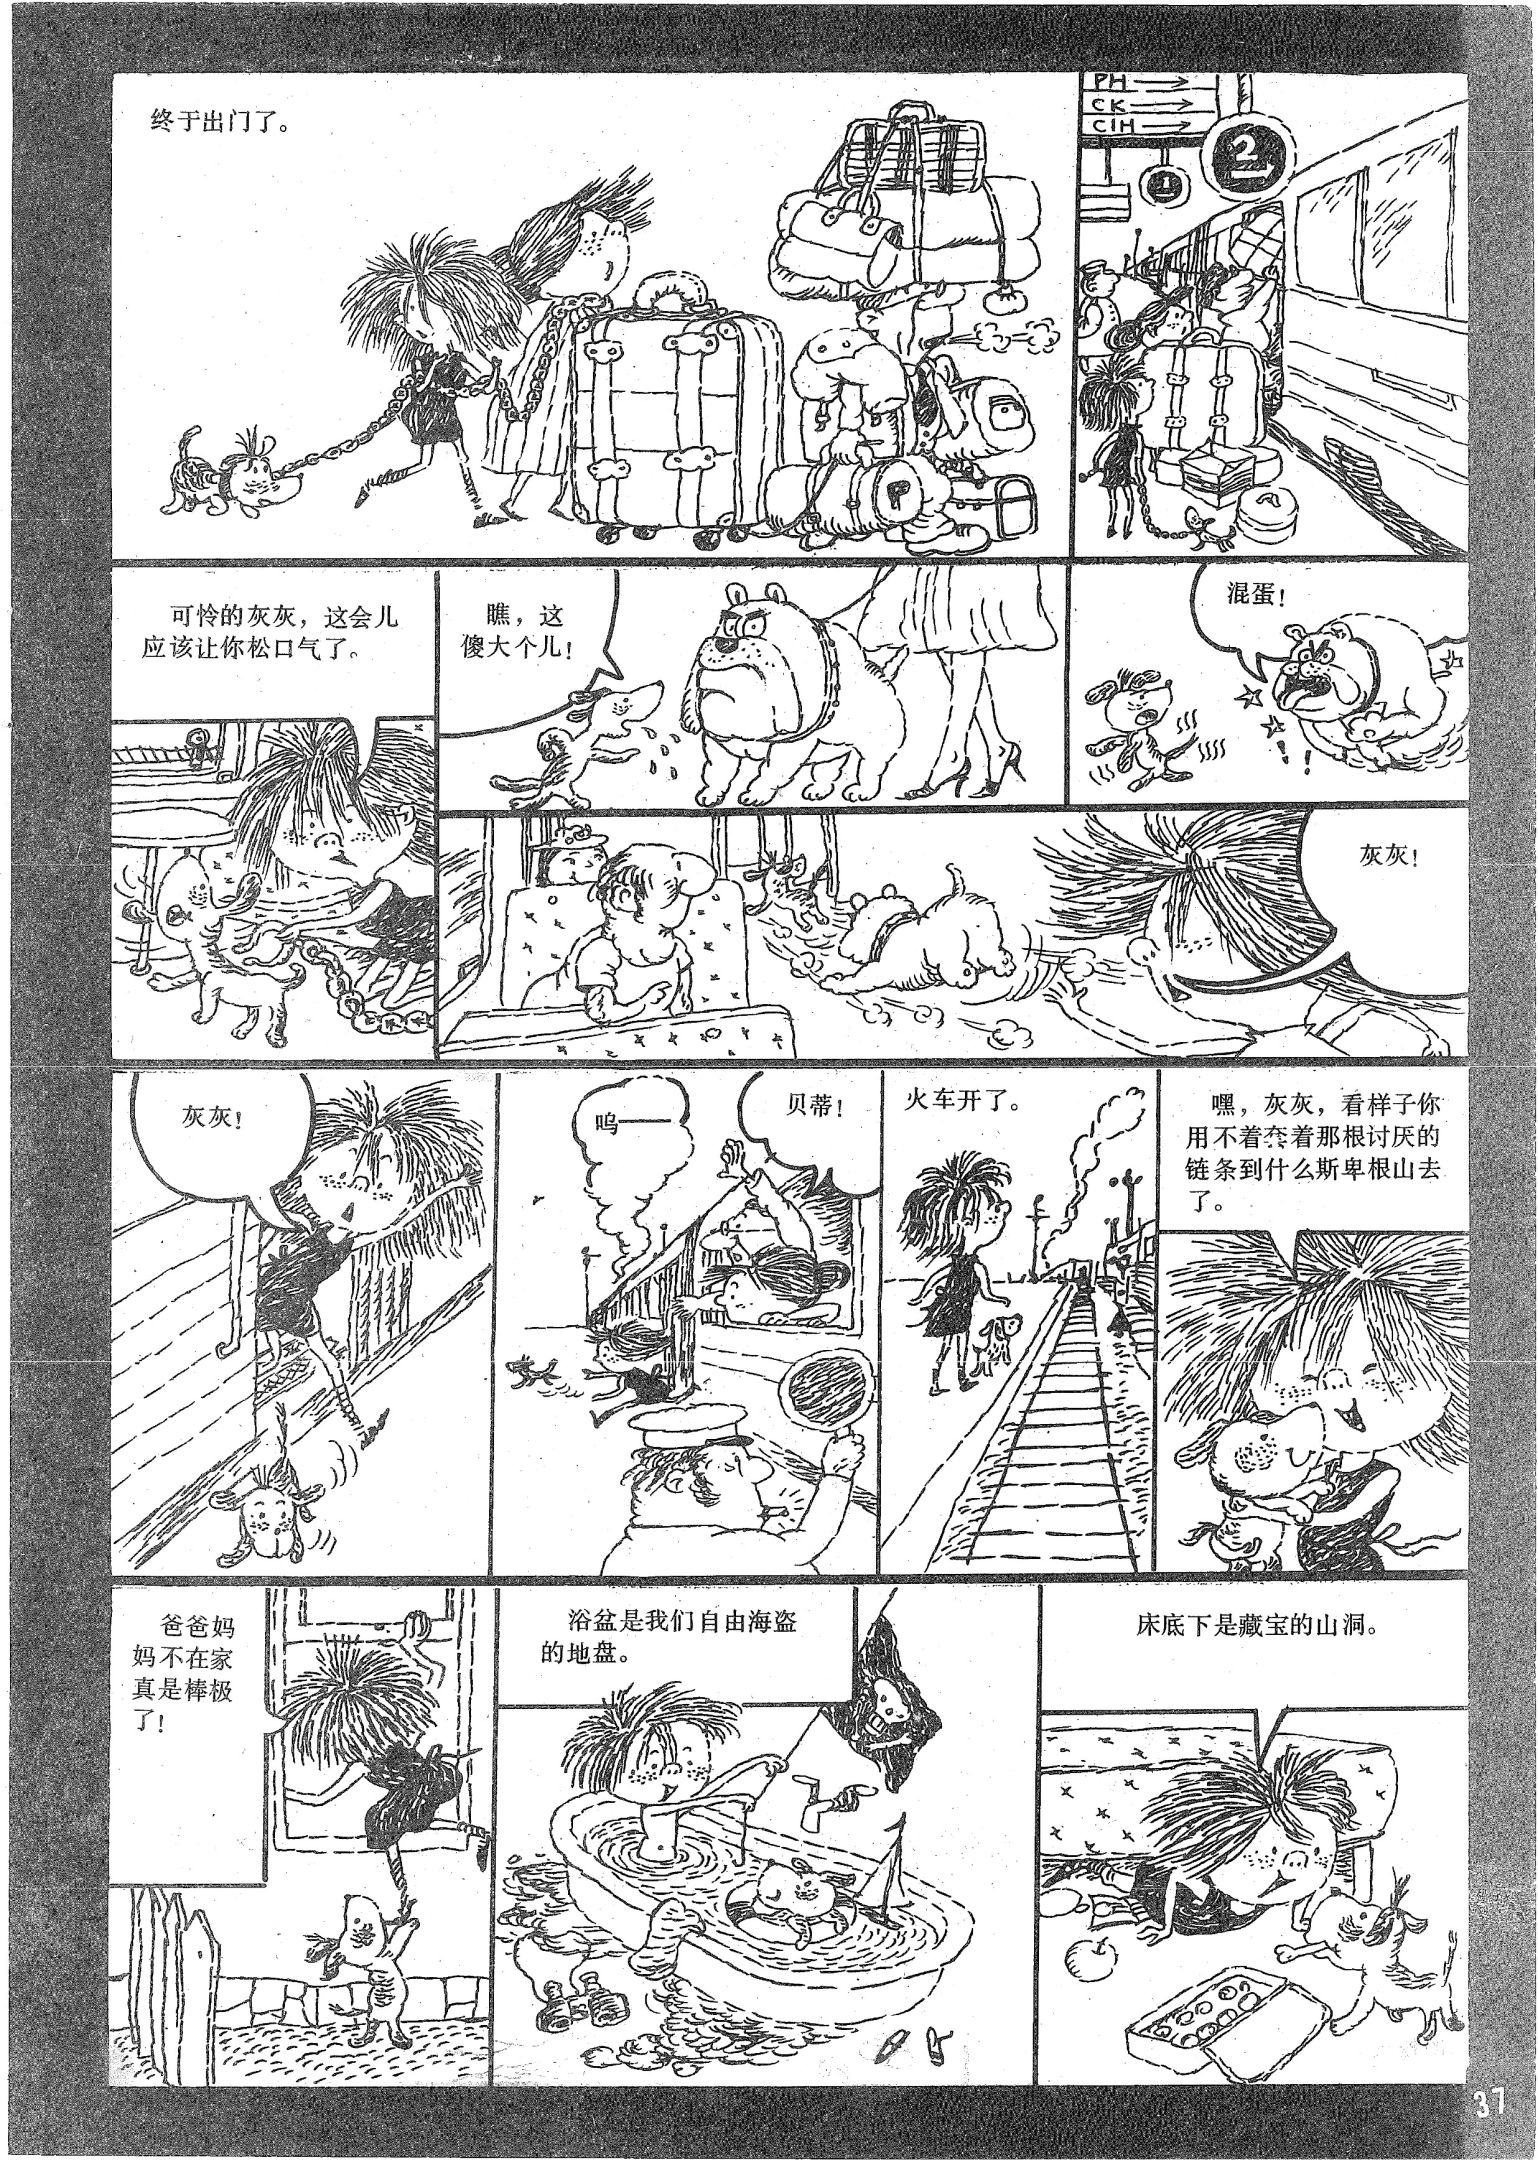 终于出门了。
PH
CK
CIH
2
1
可怜的灰灰，这会儿
应该让你松口气了。
瞧，这
傻大个儿！
混蛋！
灰灰！
灰灰！
呜——
贝蒂！
火车开了。
嘿，灰灰，看样子你
用不着套着那根讨厌的
链条到什么斯卑根山去
了。
爸爸妈
妈不在家
真是棒极
了！
浴盆是我们自由海盗
的地盘。
床底下是藏宝的山洞。
37